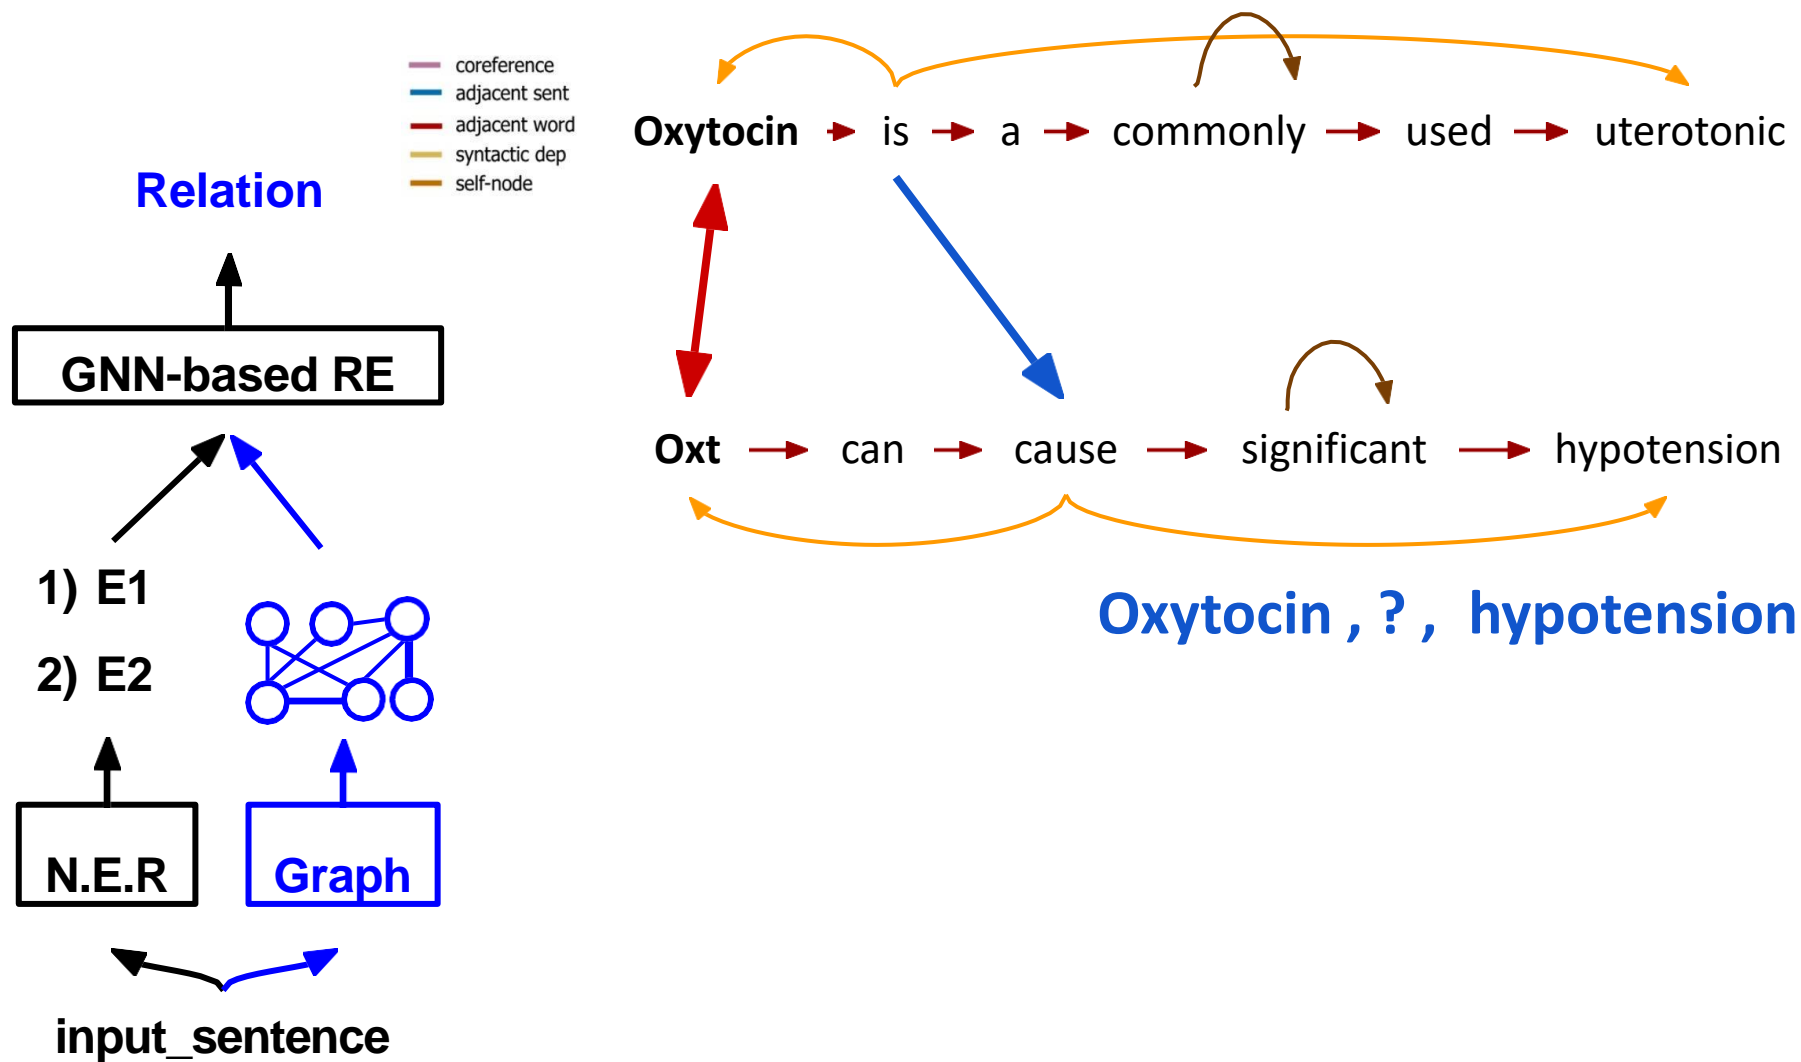 coreference
adjacent sent
adjacent word
syntactic dep
self-node
Oxytocin is a commonly used uterotonic
Oxt can cause significant hypotension
Oxytocin , ? , hypotension
Relation
GNN-based RE
1) E1
2) E2
N.E.R Graph
input_sentence